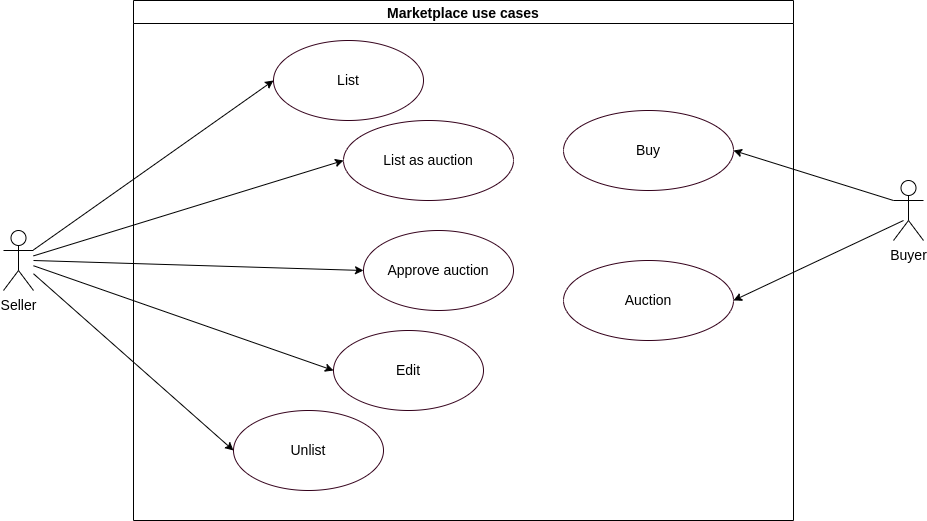 Marketplace use cases
List
List as auction
Buy
Approve auction
Auction
Edit
Unlist
Seller
Buyer